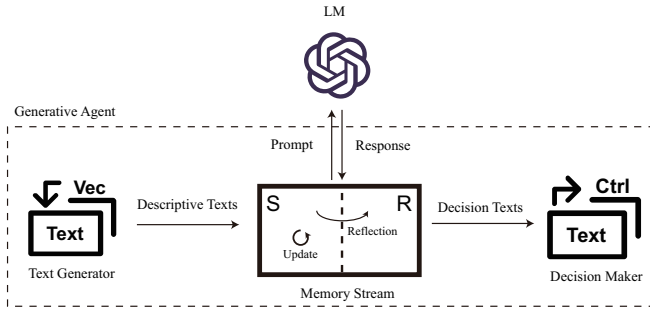 LM
Generative Agent
Prompt
Response
Vec
Text
Text Generator
Descriptive Texts
S
R
Update
Reflection
Memory Stream
Decision Texts
Ctrl
Text
Decision Maker